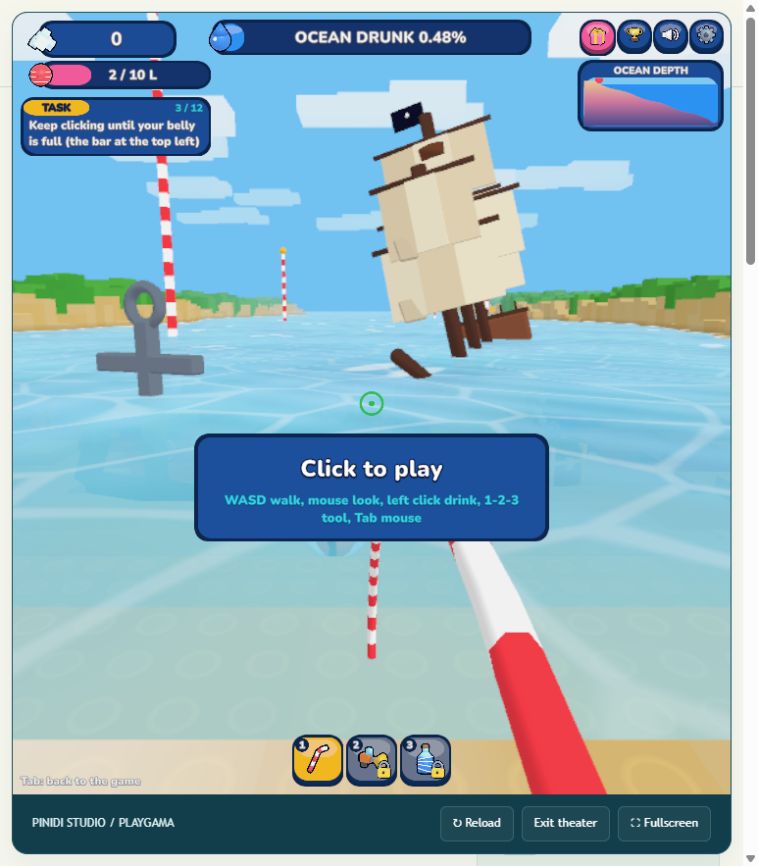 0
OCEAN DRUNK 0.48%
2 / 10 L
OCEAN DEPTH
TASK 3 / 12
Keep clicking until your belly
is full (the bar at the top left)
Click to play
WASD walk, mouse look, left click drink, 1-2-3
tool, Tab mouse
1 2 3
Tab: back to the game
PINIDI STUDIO / PLAYGAMA
↻ Reload
Exit theater
⛶ Fullscreen